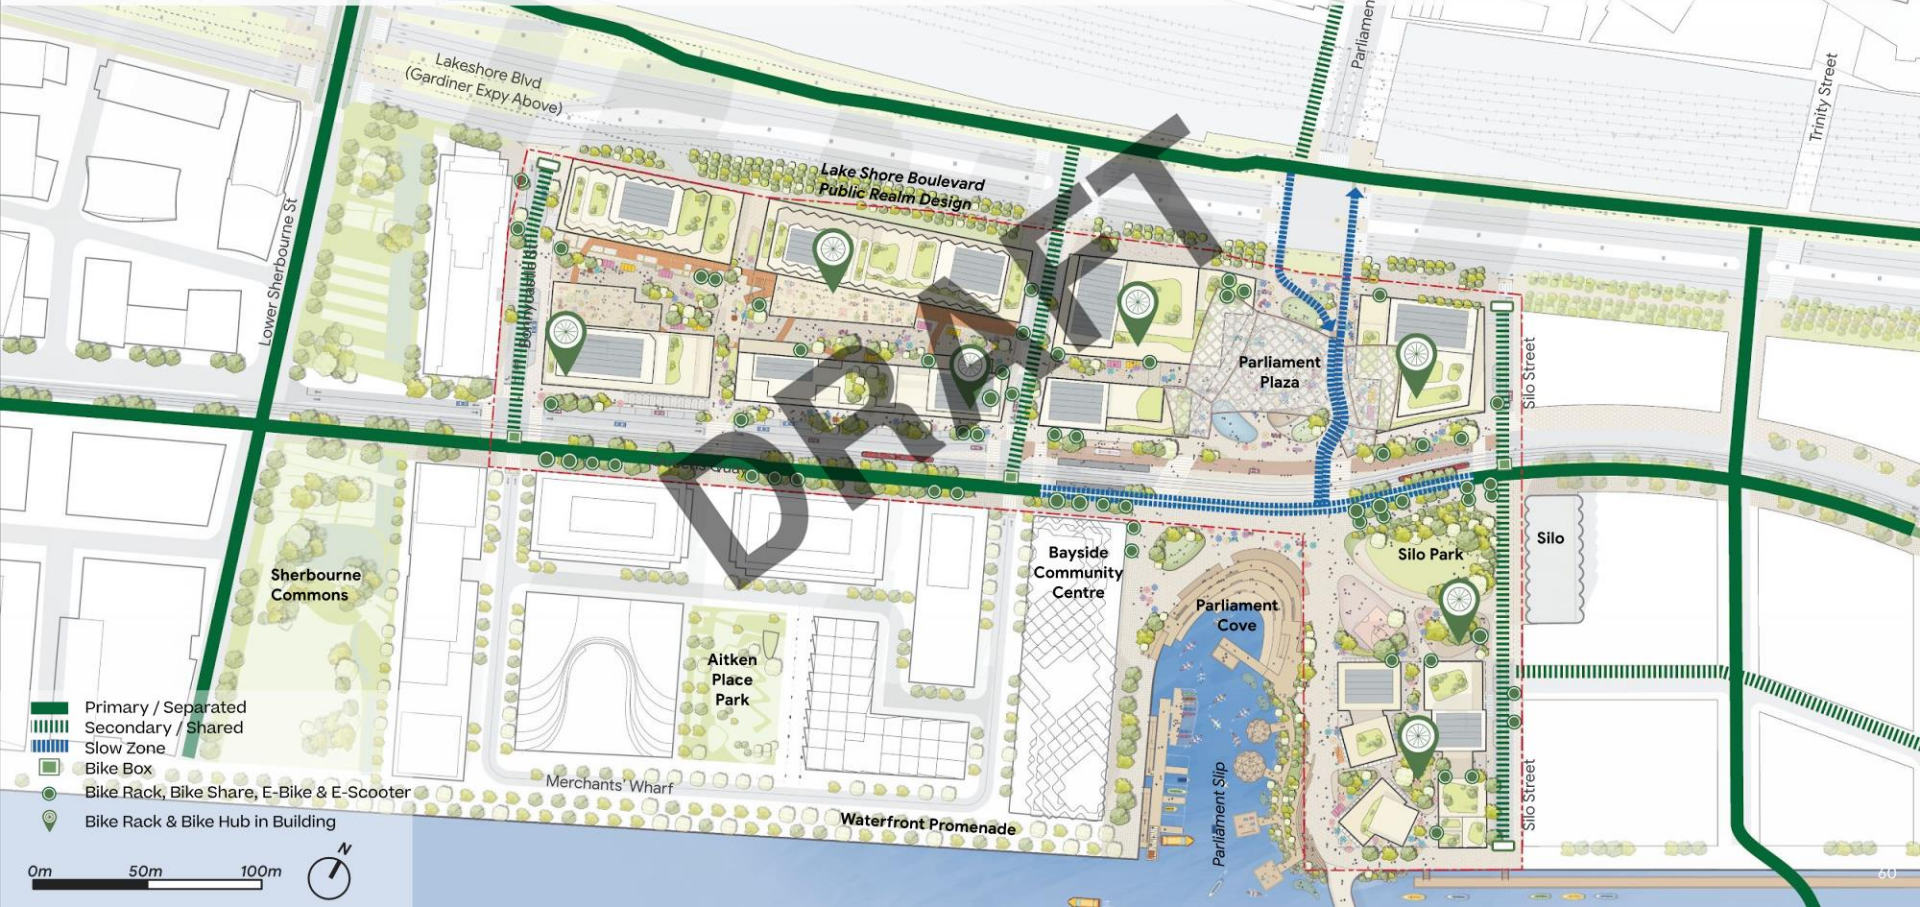 Lakeshore Blvd
(Gardiner Expy Above)
Lake Shore Boulevard
Public Realm Design
Trinity Street
Lower Sherbourne St
DRAFT
Parliament
Plaza
Silo Street
Sherbourne
Commons
Bayside
Community
Centre
Silo Park
Silo
Parliament
Cove
Aitken
Place
Park
Primary / Separated
Secondary / Shared
Slow Zone
Bike Box
Bike Rack, Bike Share, E-Bike & E-Scooter
Bike Rack & Bike Hub in Building
Merchants' Wharf
Waterfront Promenade
Parliament Slip
Silo Street
0m 50m 100m
N
60